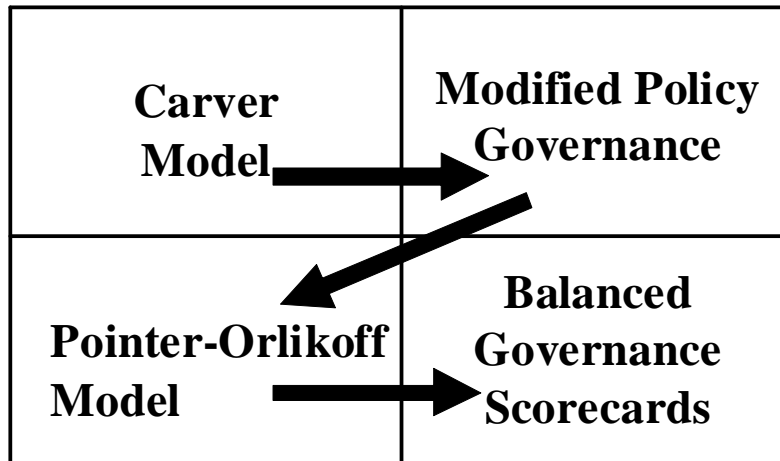 Carver
Model
Modified Policy
Governance
Pointer-Orlikoff
Model
Balanced
Governance
Scorecards